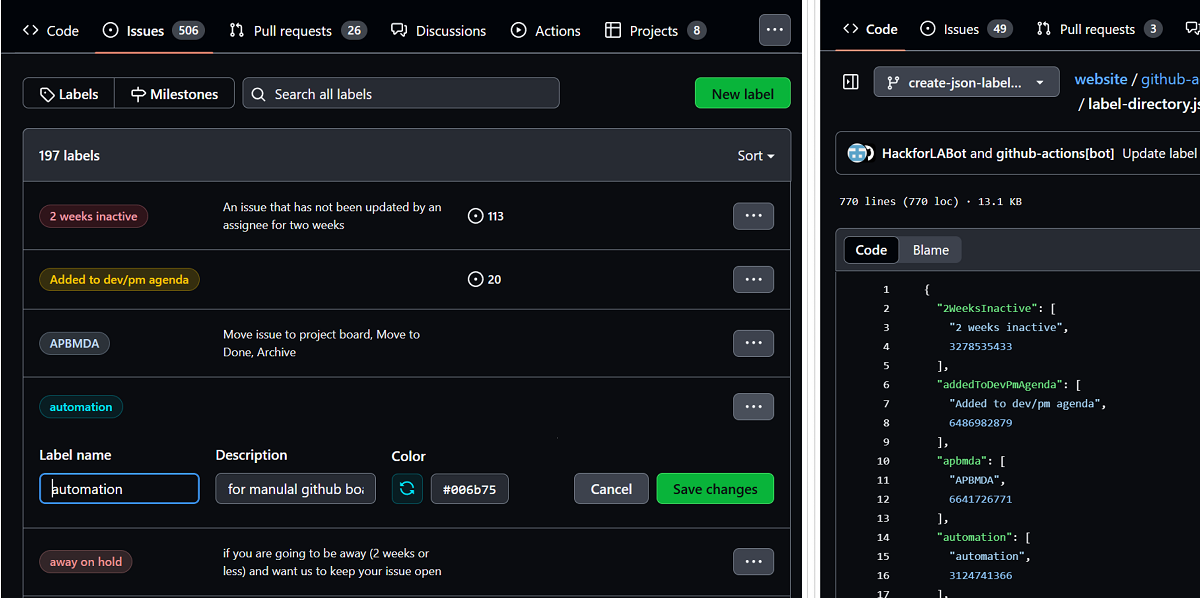 Code
Issues 506
Pull requests 26
Discussions
Actions
Projects 8
...
Labels
Milestones
Search all labels
New label
197 labels
Sort
2 weeks inactive
An issue that has not been updated by an
assignee for two weeks
113
...
Added to dev/pm agenda
20
...
APBMDA
Move issue to project board, Move to
Done, Archive
...
automation
...
Label name
Description
Color
automation
for manulal github boa
#006b75
Cancel
Save changes
away on hold
if you are going to be away (2 weeks or
less) and want us to keep your issue open
...
Code
Issues 49
Pull requests 3
create-json-label...
website / github-a
/ label-directory.js
HackforLABot and github-actions[bot] Update label
770 lines (770 loc) · 13.1 KB
Code
Blame
1 {
2 "2WeeksInactive": [
3 "2 weeks inactive",
4 3278535433
5 ],
6 "addedToDevPmAgenda": [
7 "Added to dev/pm agenda",
8 6486982879
9 ],
10 "apbmda": [
11 "APBMDA",
12 6641726771
13 ],
14 "automation": [
15 "automation",
16 3124741366
17 ],